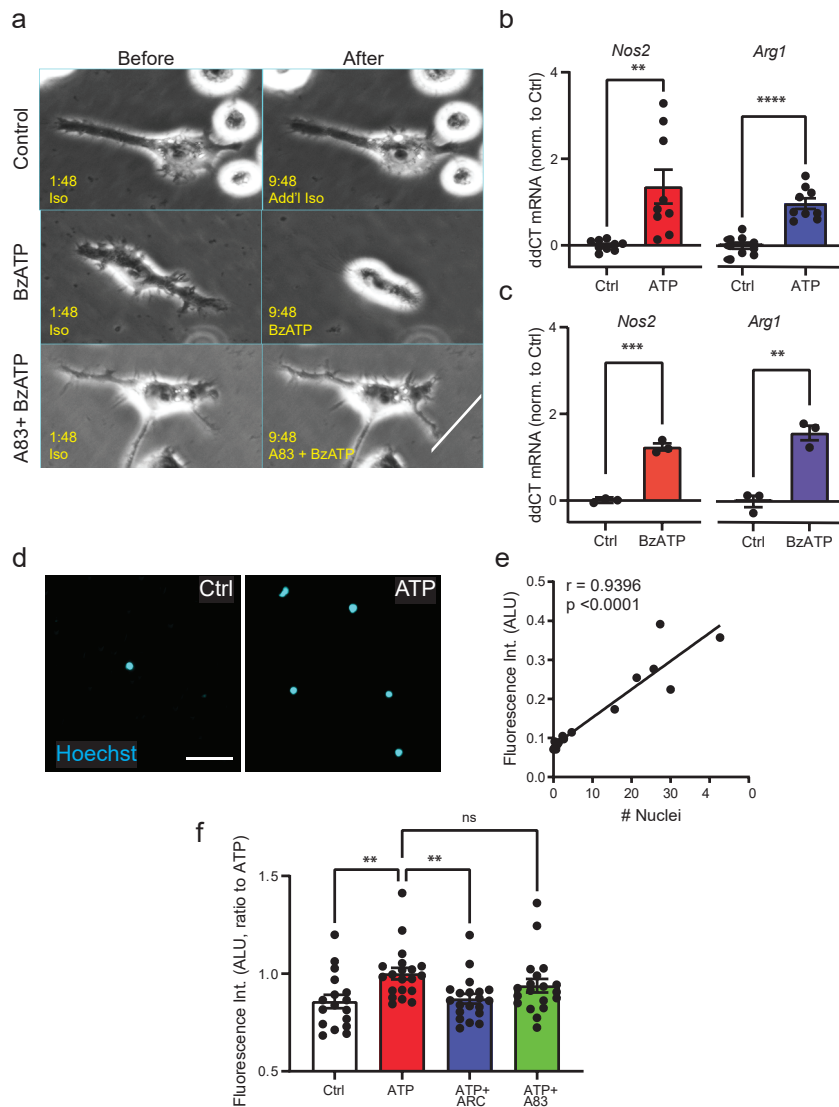 a
Before
After
Control
1:48
Iso
9:48
Add'l Iso
BzATP
1:48
Iso
9:48
BzATP
A83+ BzATP
1:48
Iso
9:48
A83 + BzATP
b
Nos2
Arg1
ddCT mRNA (norm. to Ctrl)
4
2
0
**
****
Ctrl
ATP
Ctrl
ATP
c
Nos2
Arg1
ddCT mRNA (norm. to Ctrl)
4
2
0
***
**
Ctrl
BzATP
Ctrl
BzATP
d
Ctrl
ATP
Hoechst
e
r = 0.9396
p <0.0001
Fluorescence Int. (ALU)
0.5
0.4
0.3
0.2
0.1
0.0
0
10
20
30
4
0
# Nuclei
f
ns
**
**
Fluorescence Int. (ALU, ratio to ATP)
1.5
1.0
0.5
Ctrl
ATP
ATP+
ARC
ATP+
A83